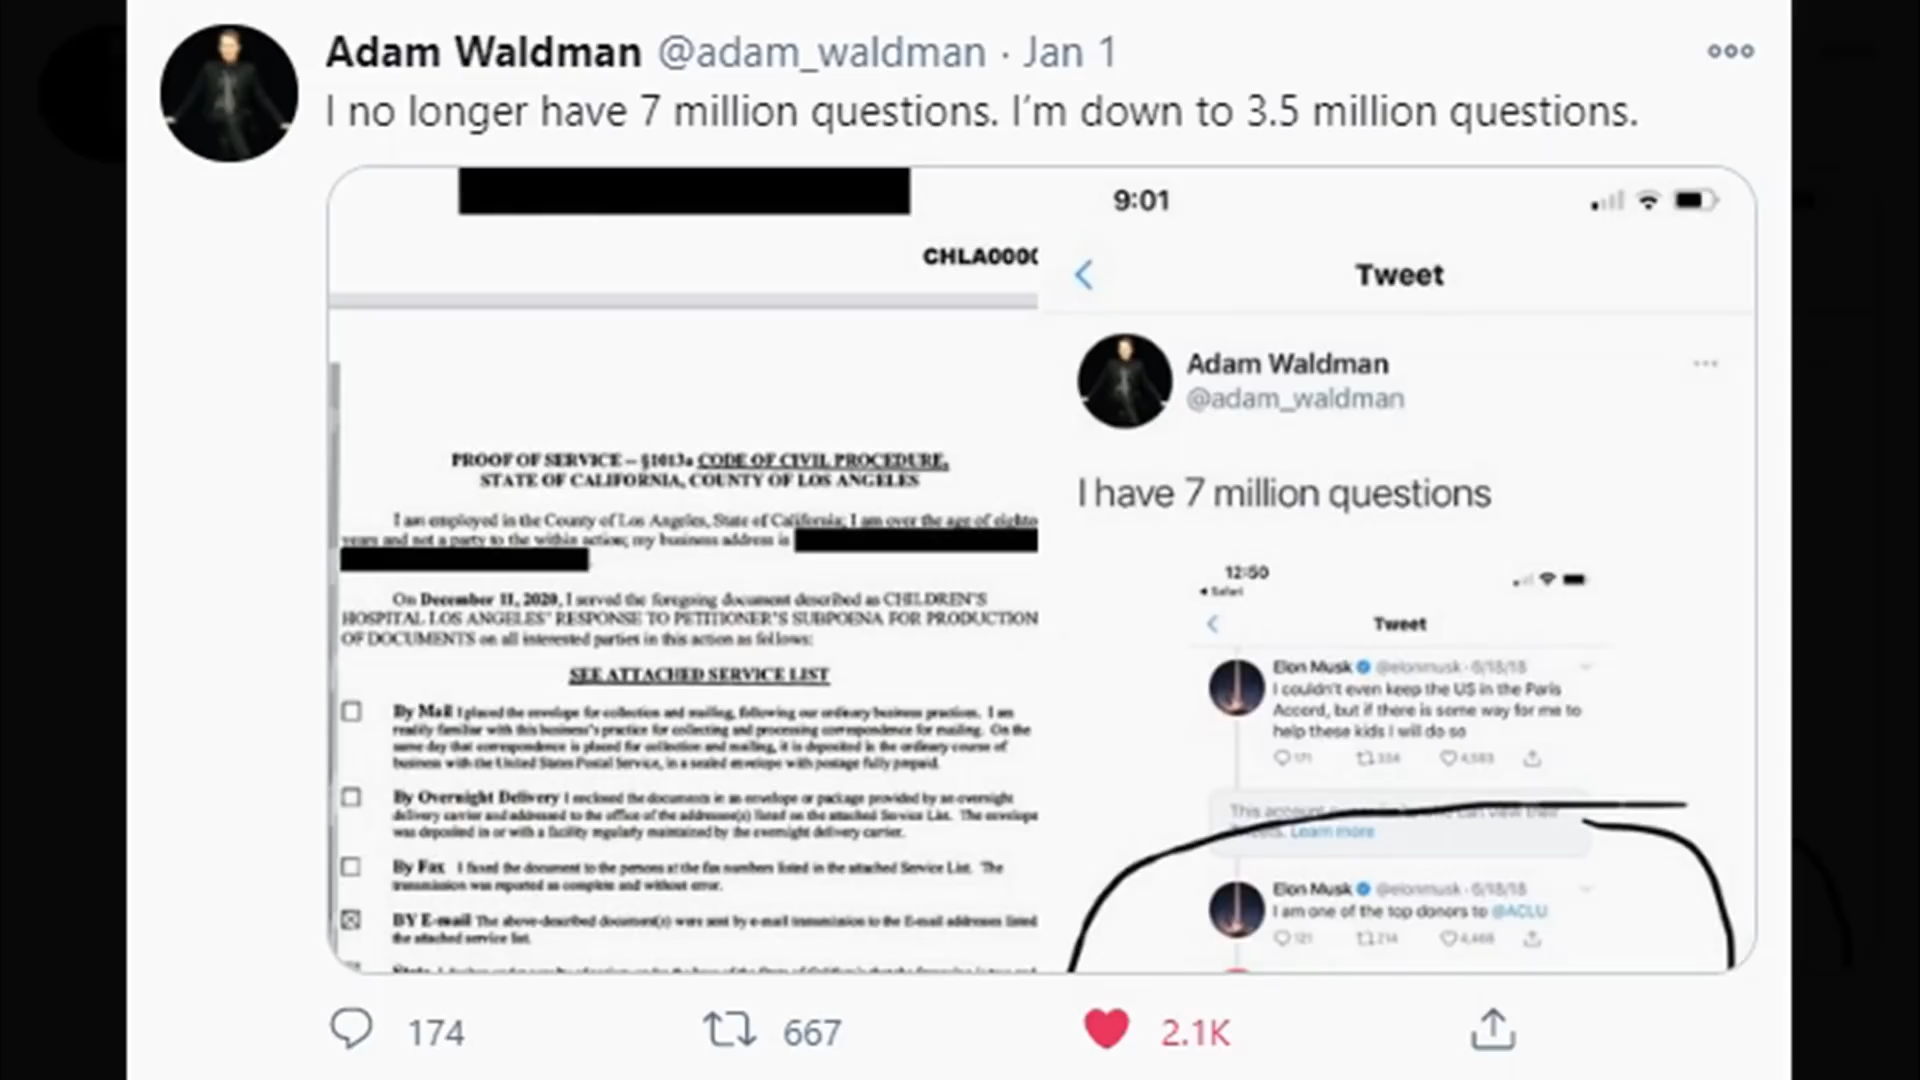 Adam Waldman @adam_waldman · Jan 1
I no longer have 7 million questions. I'm down to 3.5 million questions.
CHLA0000
PROOF OF SERVICE – §1013a CODE OF CIVIL PROCEDURE,
STATE OF CALIFORNIA, COUNTY OF LOS ANGELES
I am employed in the County of Los Angeles, State of California; I am over the age of eighte
years and not a party to the within action; my business address is
On December 11, 2020, I served the foregoing document described as CHILDREN'S
HOSPITAL LOS ANGELES' RESPONSE TO PETITIONER'S SUBPOENA FOR PRODUCTION
OF DOCUMENTS on all interested parties in this action as follows:
SEE ATTACHED SERVICE LIST
By Mail I placed the envelope for collection and mailing, following our ordinary business practices. I am
readily familiar with this business's practice for collecting and processing correspondence for mailing. On the
same day that correspondence is placed for collection and mailing, it is deposited in the ordinary course of
business with the United States Postal Service, in a sealed envelope with postage fully prepaid.
By Overnight Delivery I enclosed the documents in an envelope or package provided by an overnight
delivery carrier and addressed to the office of the addressee(s) listed on the attached Service List. The envelope
was deposited in or with a facility regularly maintained by the overnight delivery carrier.
By Fax I faxed the document to the persons at the fax numbers listed in the attached Service List. The
transmission was reported as complete and without error.
BY E-mail The above-described document(s) were sent by e-mail transmission to the E-mail addresses listed
the attached service list.
9:01
Tweet
Adam Waldman
@adam_waldman
I have 7 million questions
12:50
Safari
Tweet
Elon Musk @elonmusk · 6/18/18
I couldn't even keep the US in the Paris
Accord, but if there is some way for me to
help these kids I will do so
171 334 4,583
This account can view their
Learn more
Elon Musk @elonmusk · 6/18/18
I am one of the top donors to @ACLU
121 214 4,468
174 667 2.1K